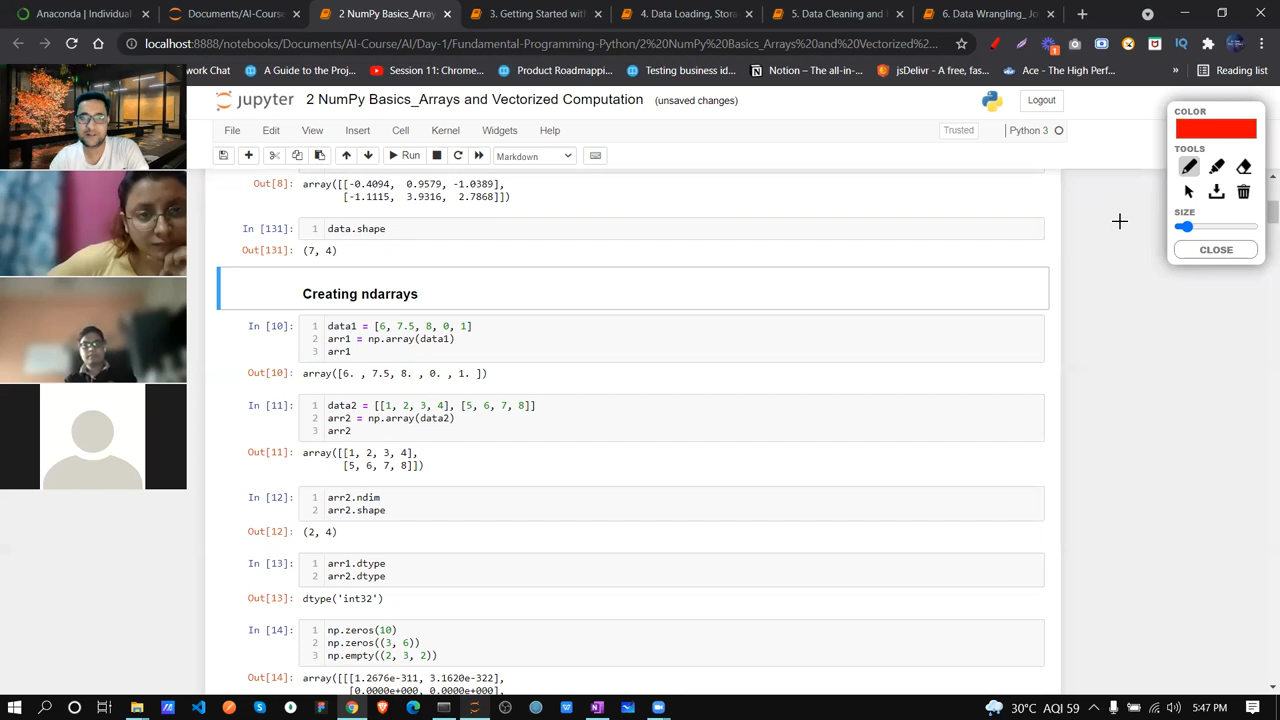 Anaconda | Individual
Documents/AI-Course
2 NumPy Basics_Array
3. Getting Started with
4. Data Loading, Stora
5. Data Cleaning and
6. Data Wrangling_ Jo
localhost:8888/notebooks/Documents/AI-Course/AI/Day-1/Fundamental-Programming-Python/2%20NumPy%20Basics_Arrays%20and%20Vectorized%20C...
work Chat
A Guide to the Proj...
Session 11: Chrome...
Product Roadmappi...
Testing business ide...
Notion – The all-in-...
jsDelivr - A free, fas...
Ace - The High Perf...
»
Reading list
jupyter
2 NumPy Basics_Arrays and Vectorized Computation
(unsaved changes)
Logout
File
Edit
View
Insert
Cell
Kernel
Widgets
Help
Trusted
Python 3
Run
Markdown
COLOR
TOOLS
SIZE
CLOSE
Out[8]: array([[-0.4094, 0.9579, -1.0389],
[-1.1115, 3.9316, 2.7868]])
In [131]: 1 data.shape
Out[131]: (7, 4)
Creating ndarrays
In [10]: 1 data1 = [6, 7.5, 8, 0, 1]
2 arr1 = np.array(data1)
3 arr1
Out[10]: array([6. , 7.5, 8. , 0. , 1. ])
In [11]: 1 data2 = [[1, 2, 3, 4], [5, 6, 7, 8]]
2 arr2 = np.array(data2)
3 arr2
Out[11]: array([[1, 2, 3, 4],
[5, 6, 7, 8]])
In [12]: 1 arr2.ndim
2 arr2.shape
Out[12]: (2, 4)
In [13]: 1 arr1.dtype
2 arr2.dtype
Out[13]: dtype('int32')
In [14]: 1 np.zeros(10)
2 np.zeros((3, 6))
3 np.empty((2, 3, 2))
Out[14]: array([[[1.2676e-311, 3.1620e-322],
[0.0000e+000, 0.0000e+000],
30°C AQI 59
5:47 PM